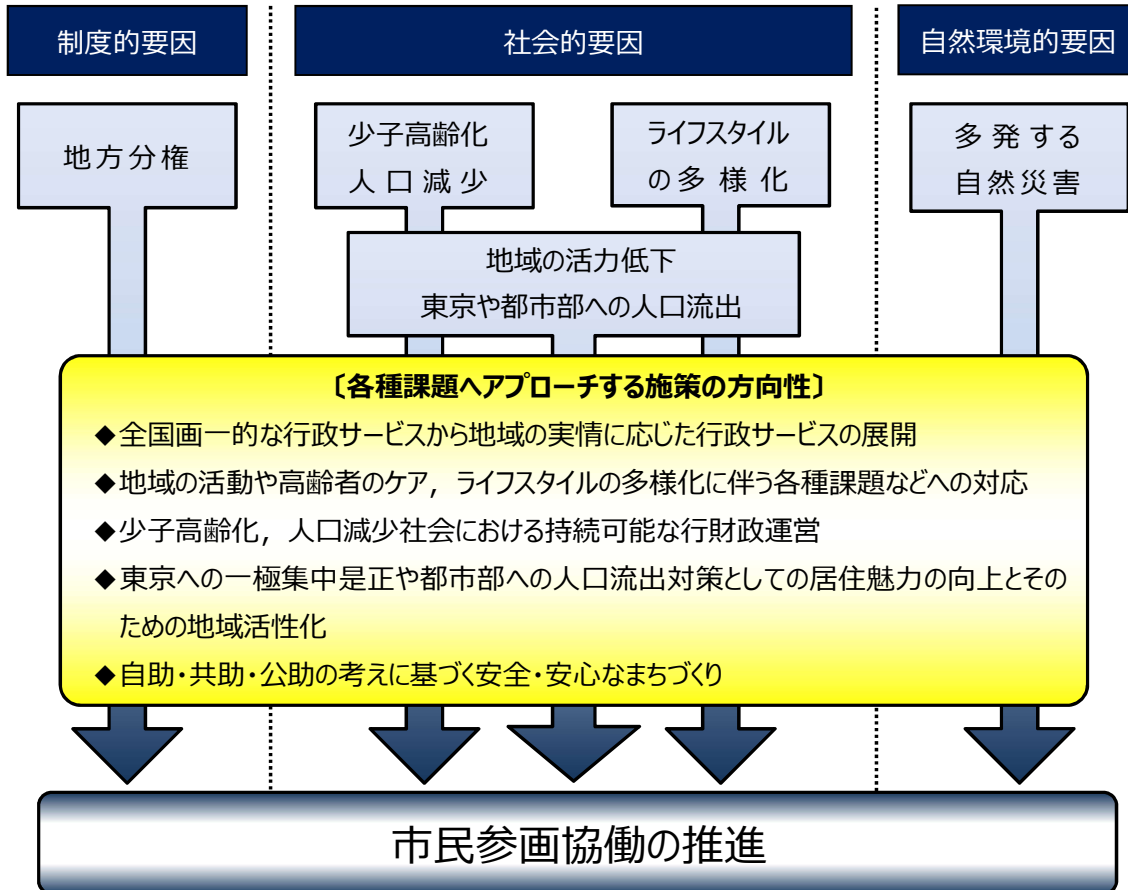 制度的要因
社会的要因
自然環境的要因
地方分権
少子高齢化
人口減少
ライフスタイル
の多様化
多発する
自然災害
地域の活力低下
東京や都市部への人口流出
〔各種課題へアプローチする施策の方向性〕
◆全国画一的な行政サービスから地域の実情に応じた行政サービスの展開
◆地域の活動や高齢者のケア，ライフスタイルの多様化に伴う各種課題などへの対応
◆少子高齢化，人口減少社会における持続可能な行財政運営
◆東京への一極集中是正や都市部への人口流出対策としての居住魅力の向上とその
ための地域活性化
◆自助・共助・公助の考えに基づく安全・安心なまちづくり
市民参画協働の推進